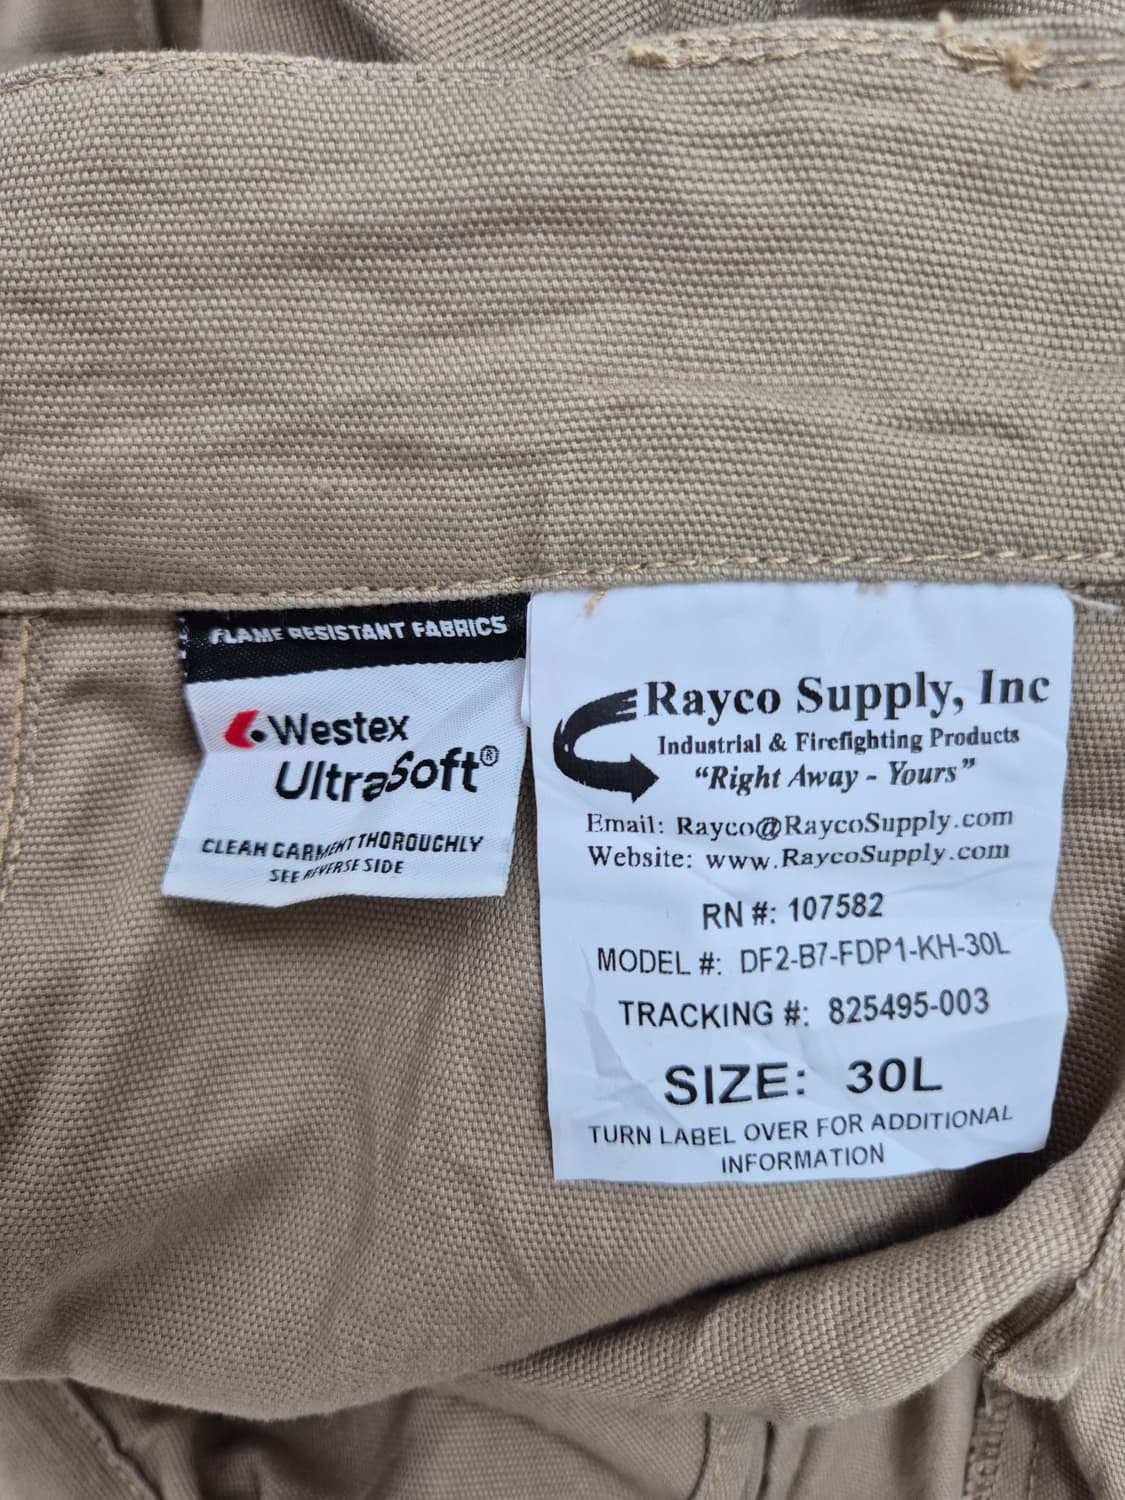 FLAME RESISTANT FABRICS
Westex
UltraSoft®
CLEAN GARMENT THOROUGHLY
SEE REVERSE SIDE
Rayco Supply, Inc
Industrial & Firefighting Products
“Right Away - Yours”
Email: Rayco@RaycoSupply.com
Website: www.RaycoSupply.com
RN #: 107582
MODEL #: DF2-B7-FDP1-KH-30L
TRACKING #: 825495-003
SIZE: 30L
TURN LABEL OVER FOR ADDITIONAL
INFORMATION